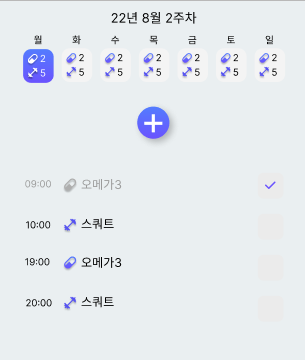 22년 8월 2주차
월 화 수 목 금 토 일
2 2 2 2 2 2 2
5 5 5 5 5 5 5
09:00 오메가3
10:00 스쿼트
19:00 오메가3
20:00 스쿼트